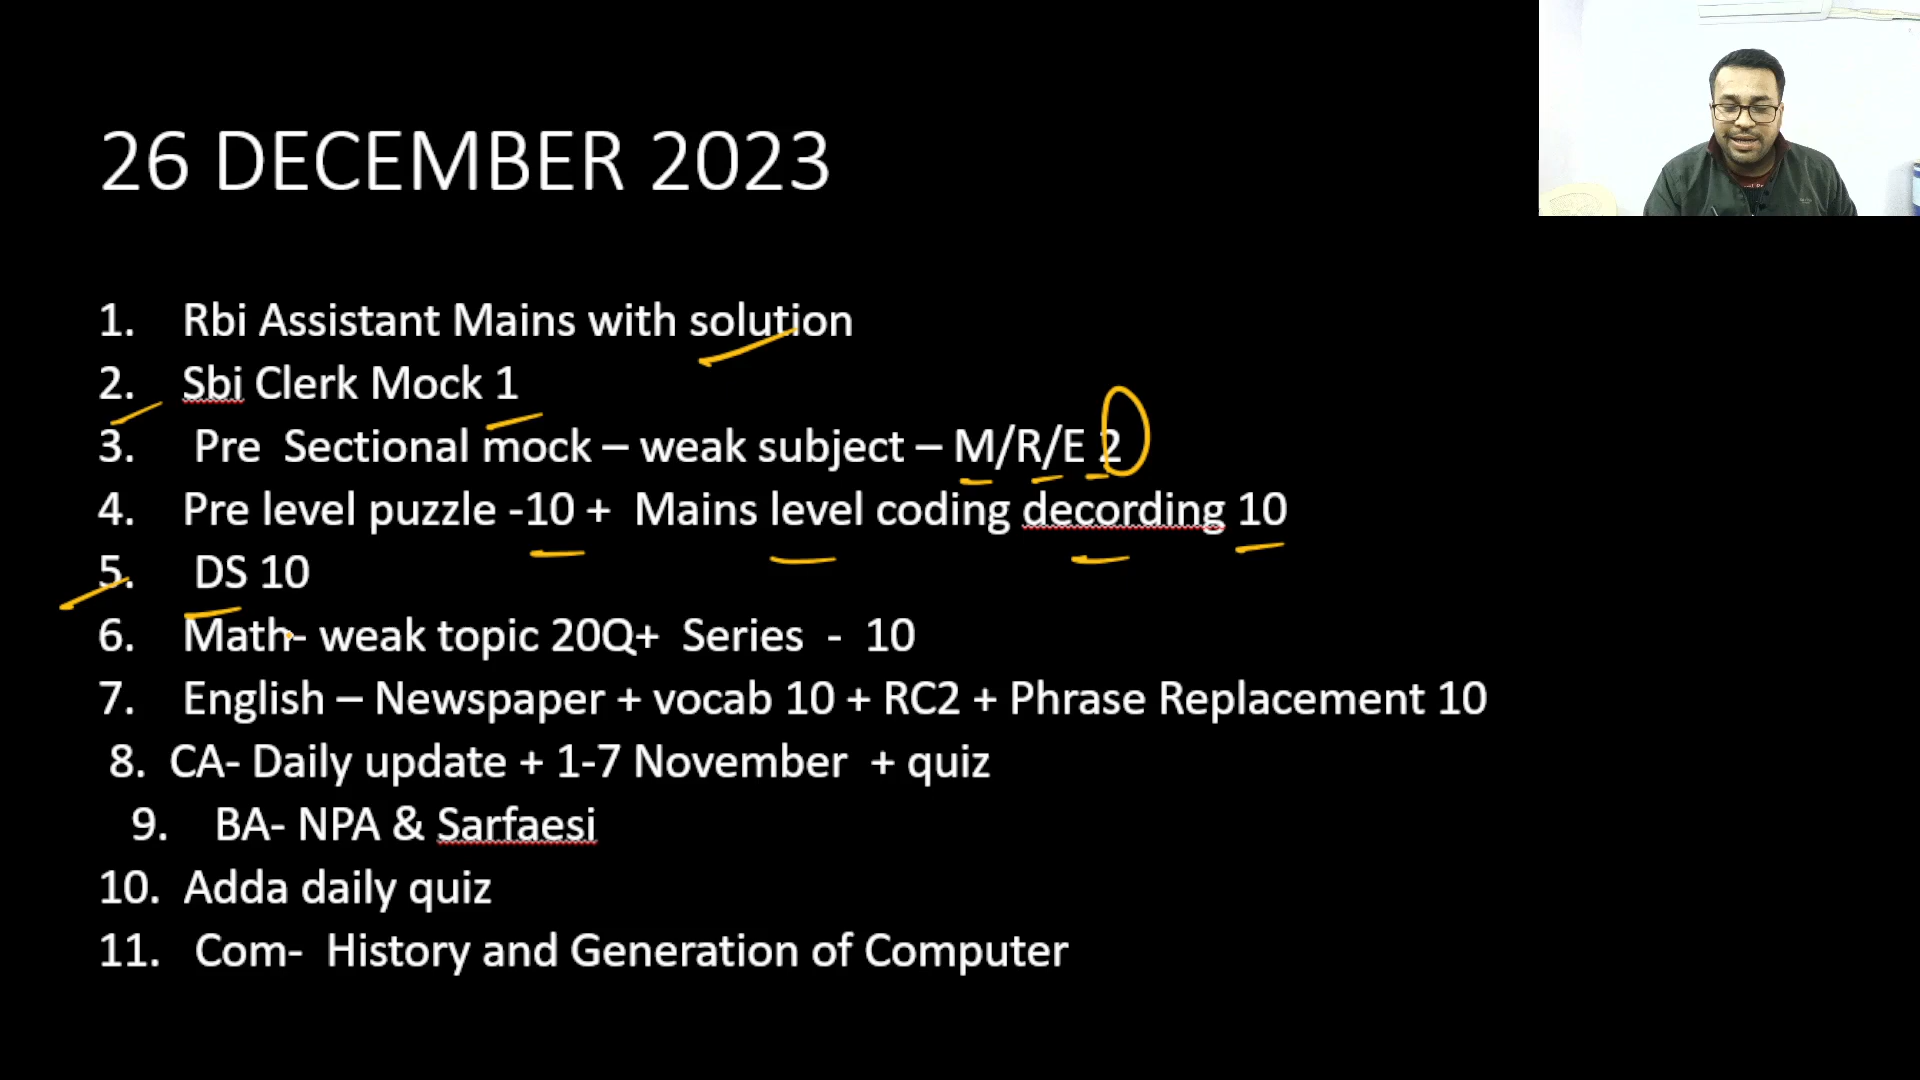 26 DECEMBER 2023
1. Rbi Assistant Mains with solution
2. Sbi Clerk Mock 1
3. Pre Sectional mock – weak subject – M/R/E 2
4. Pre level puzzle -10 + Mains level coding decording 10
5. DS 10
6. Math- weak topic 20Q+ Series - 10
7. English – Newspaper + vocab 10 + RC2 + Phrase Replacement 10
8. CA- Daily update + 1-7 November + quiz
9. BA- NPA & Sarfaesi
10. Adda daily quiz
11. Com- History and Generation of Computer